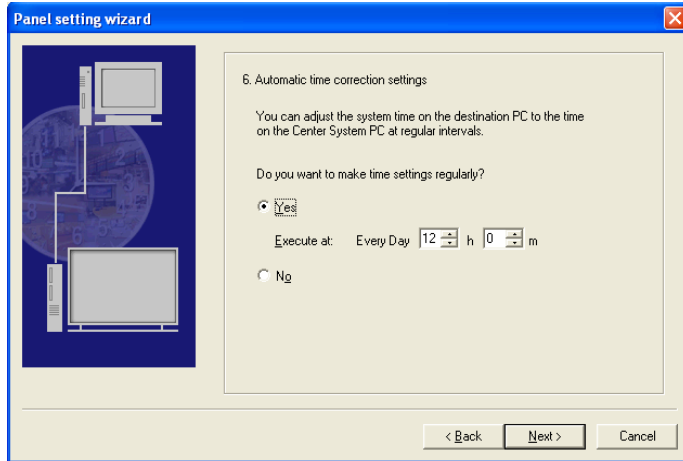 Panel setting wizard
6. Automatic time correction settings
You can adjust the system time on the destination PC to the time
on the Center System PC at regular intervals.
Do you want to make time settings regularly?
Yes
Execute at: Every Day 12 h 0 m
No
< Back Next > Cancel